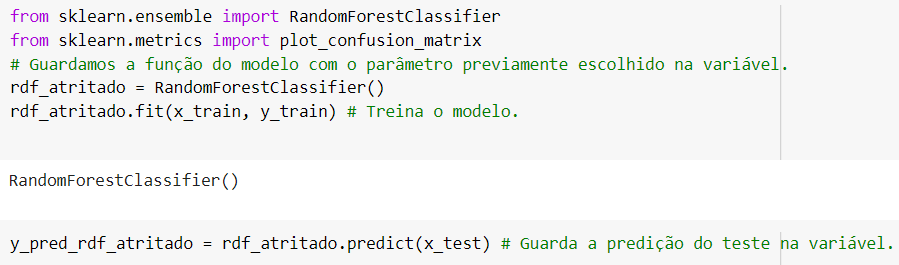 from sklearn.ensemble import RandomForestClassifier
from sklearn.metrics import plot_confusion_matrix
# Guardamos a função do modelo com o parâmetro previamente escolhido na variável.
rdf_atritado = RandomForestClassifier()
rdf_atritado.fit(x_train, y_train) # Treina o modelo.
RandomForestClassifier()
y_pred_rdf_atritado = rdf_atritado.predict(x_test) # Guarda a predição do teste na variável.